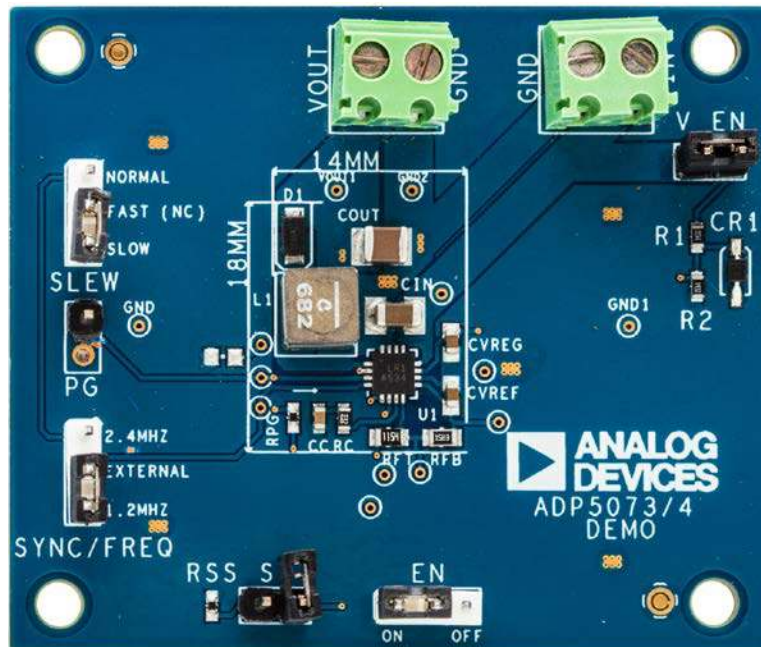 VOUT
GND
GND
V EN
14MM
18MM
NORMAL
FAST (NC)
SLOW
SLEW
VOUT1
GND2
D1
COUT
CIN
L1
C
682
R1
CR1
R2
GND1
GND
PG
CVREG
CVREF
U1
RPG
CC
RC
1154
RFT
RFB
2.4MHZ
EXTERNAL
1.2MHZ
SYNC/FREQ
ANALOG
DEVICES
ADP5073/4
DEMO
RSS
S
EN
ON
OFF